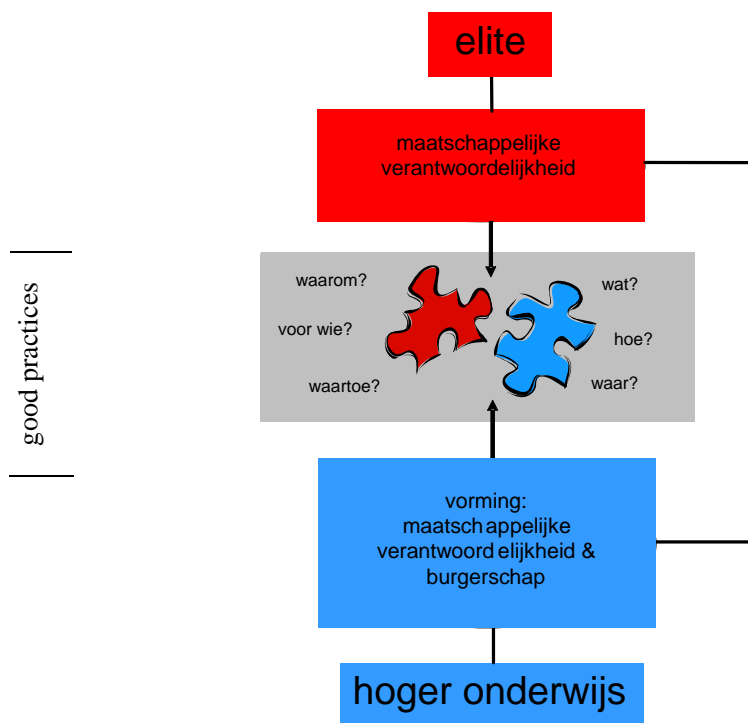 elite
maatschappelijke
verantwoordelijkheid
good practices
waarom?
wat?
voor wie?
hoe?
waartoe?
waar?
vorming:
maatschappelijke
verantwoordelijkheid &
burgerschap
hoger onderwijs